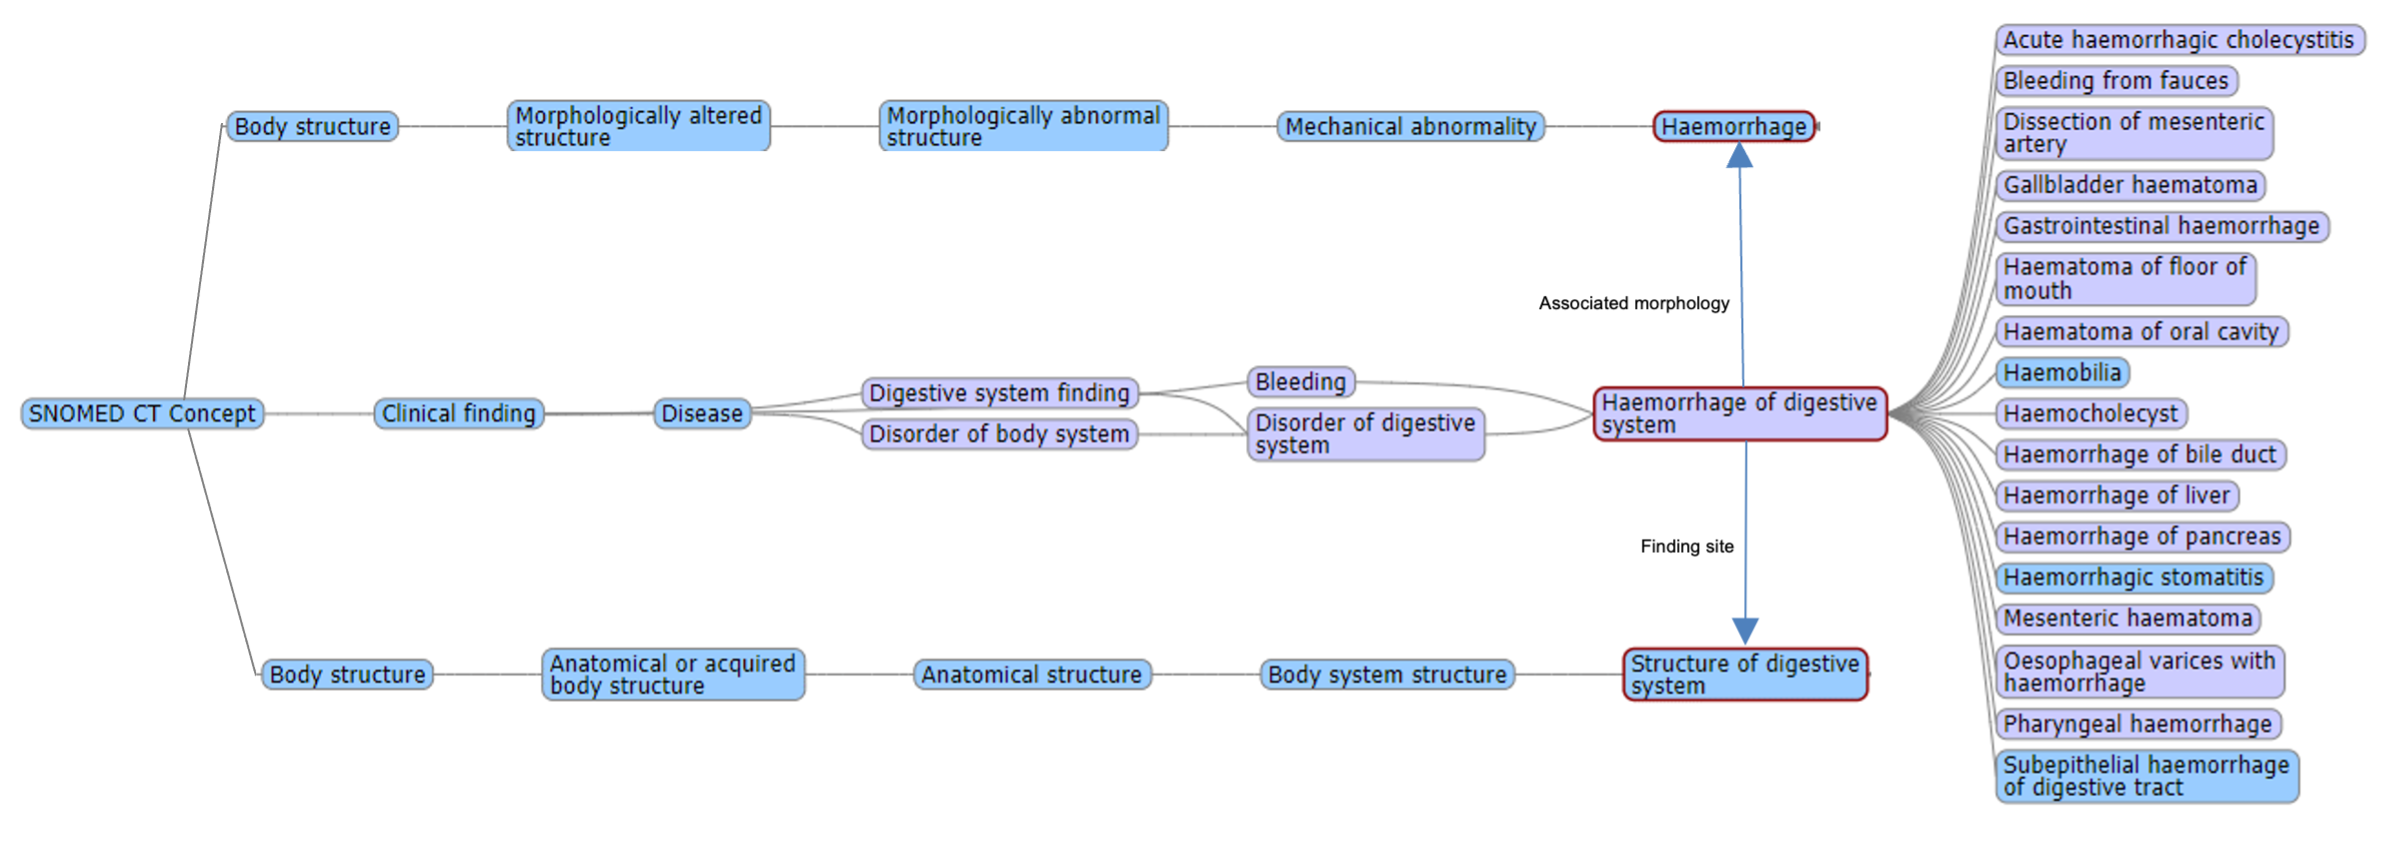 Body structure
Morphologically altered
structure
Morphologically abnormal
structure
Mechanical abnormality
Haemorrhage
Associated morphology
SNOMED CT Concept
Clinical finding
Disease
Digestive system finding
Disorder of body system
Bleeding
Disorder of digestive
system
Haemorrhage of digestive
system
Finding site
Body structure
Anatomical or acquired
body structure
Anatomical structure
Body system structure
Structure of digestive
system
Acute haemorrhagic cholecystitis
Bleeding from fauces
Dissection of mesenteric
artery
Gallbladder haematoma
Gastrointestinal haemorrhage
Haematoma of floor of
mouth
Haematoma of oral cavity
Haemobilia
Haemocholecyst
Haemorrhage of bile duct
Haemorrhage of liver
Haemorrhage of pancreas
Haemorrhagic stomatitis
Mesenteric haematoma
Oesophageal varices with
haemorrhage
Pharyngeal haemorrhage
Subepithelial haemorrhage
of digestive tract